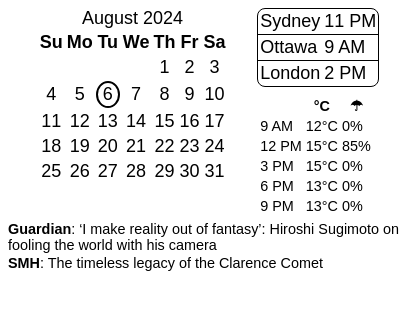 August 2024
Su Mo Tu We Th Fr Sa
1 2 3
4 5 6 7 8 9 10
11 12 13 14 15 16 17
18 19 20 21 22 23 24
25 26 27 28 29 30 31
Sydney 11 PM
Ottawa 9 AM
London 2 PM
°C ☂
9 AM 12°C 0%
12 PM 15°C 85%
3 PM 15°C 0%
6 PM 13°C 0%
9 PM 13°C 0%
Guardian: ‘I make reality out of fantasy’: Hiroshi Sugimoto on
fooling the world with his camera
SMH: The timeless legacy of the Clarence Comet